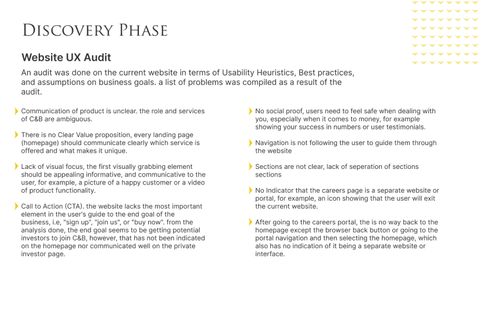 Discovery Phase
Website UX Audit
An audit was done on the current website in terms of Usability Heuristics, Best practices,
and assumptions on business goals. a list of problems was compiled as a result of the
audit.
Communication of product is unclear. the role and services
of C&B are ambiguous.
There is no Clear Value proposition, every landing page
(homepage) should communicate clearly which service is
offered and what makes it unique.
Lack of visual focus, the first visually grabbing element
should be appealing informative, and communicative to the
user, for example, a picture of a happy customer or a video
of product functionality.
Call to Action (CTA). the website lacks the most important
element in the user's guide to the end goal of the
business, i.e, "sign up", "join us", or "buy now". from the
analysis done, the end goal seems to be getting potential
investors to join C&B, however, that has not been indicated
on the homepage nor communicated well on the private
investor page.
No social proof, users need to feel safe when dealing with
you, especially when it comes to money, for example
showing your success in numbers or user testimonials.
Navigation is not following the user to guide them through
the website
Sections are not clear, lack of seperation of sections
sections
No Indicator that the careers page is a separate website or
portal, for example, an icon showing that the user will exit
the current website.
After going to the careers portal, the is no way back to the
homepage except the browser back button or going to the
portal navigation and then selecting the homepage, which
also has no indication of it being a separate website or
interface.